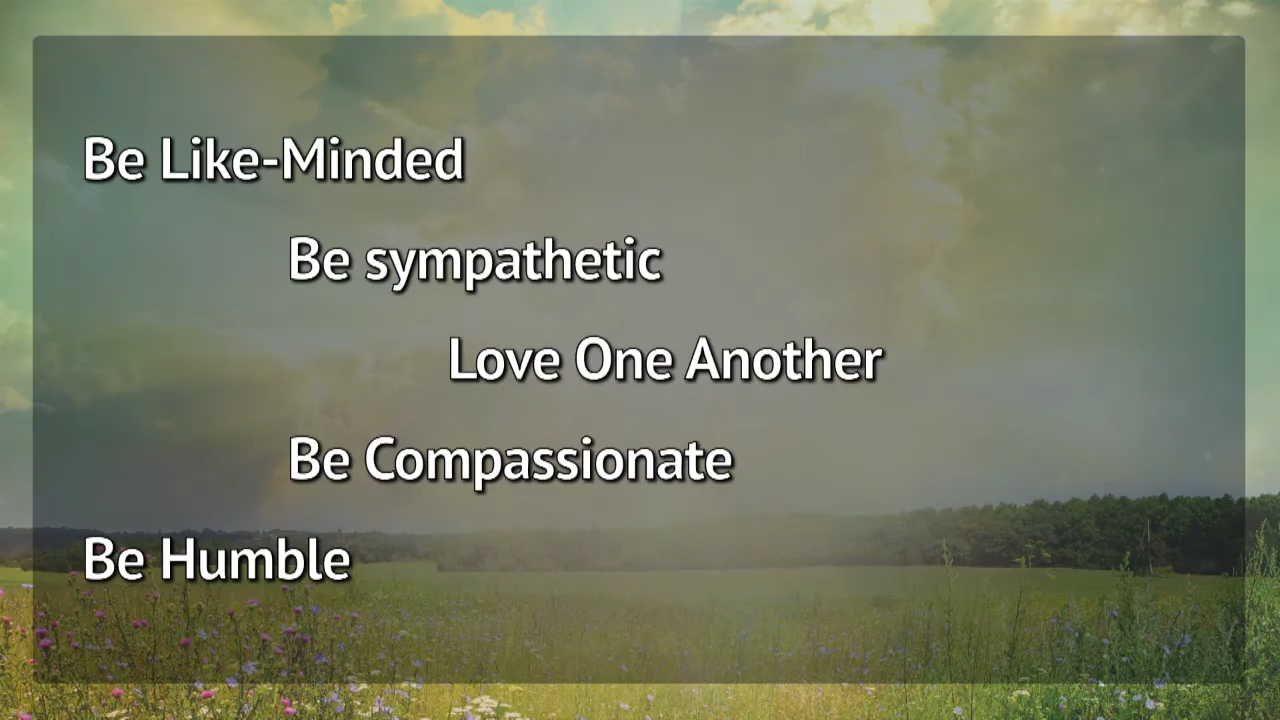 Be Like-Minded
Be sympathetic
Love One Another
Be Compassionate
Be Humble